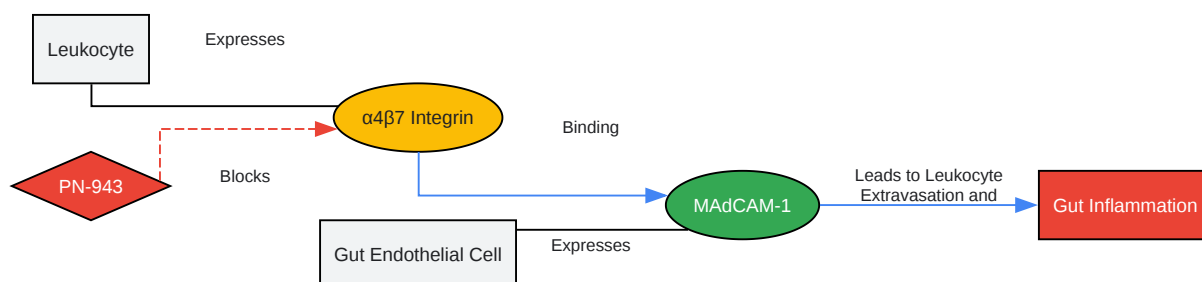 Leukocyte
Expresses
α4β7 Integrin
Binding
PN-943
Blocks
Leads to Leukocyte
Extravasation and
MAdCAM-1
Gut Inflammation
Gut Endothelial Cell
Expresses